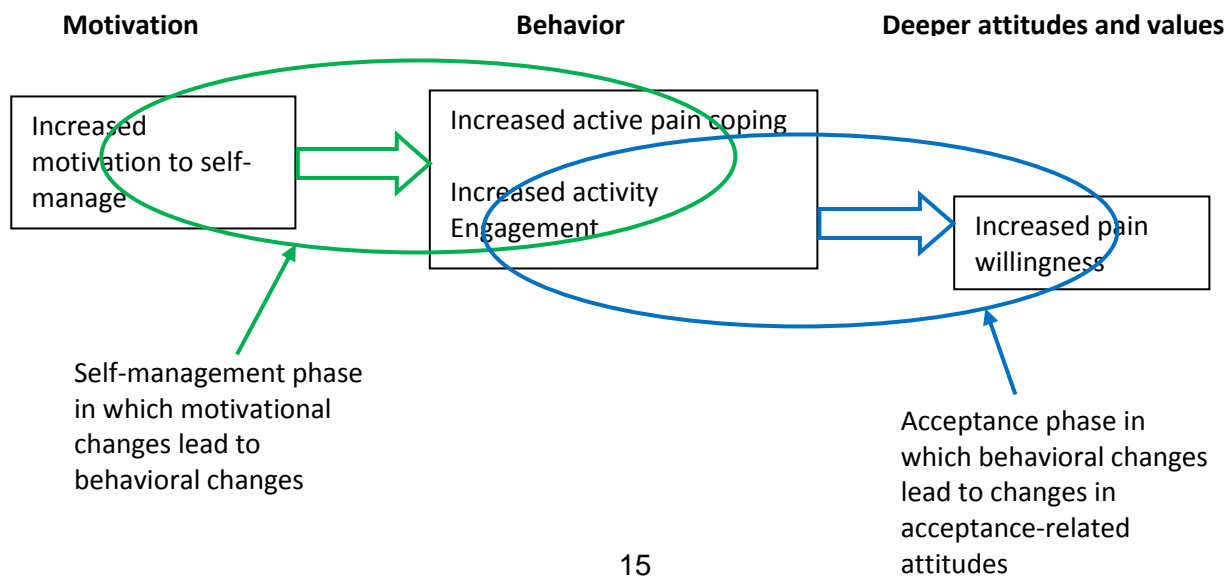 Motivation
Behavior
Deeper attitudes and values
Increased
motivation to self-
manage
Increased active pain coping
Increased activity
Engagement
Increased pain
willingness
Self-management phase
in which motivational
changes lead to
behavioral changes
Acceptance phase in
which behavioral changes
lead to changes in
acceptance-related
attitudes
15